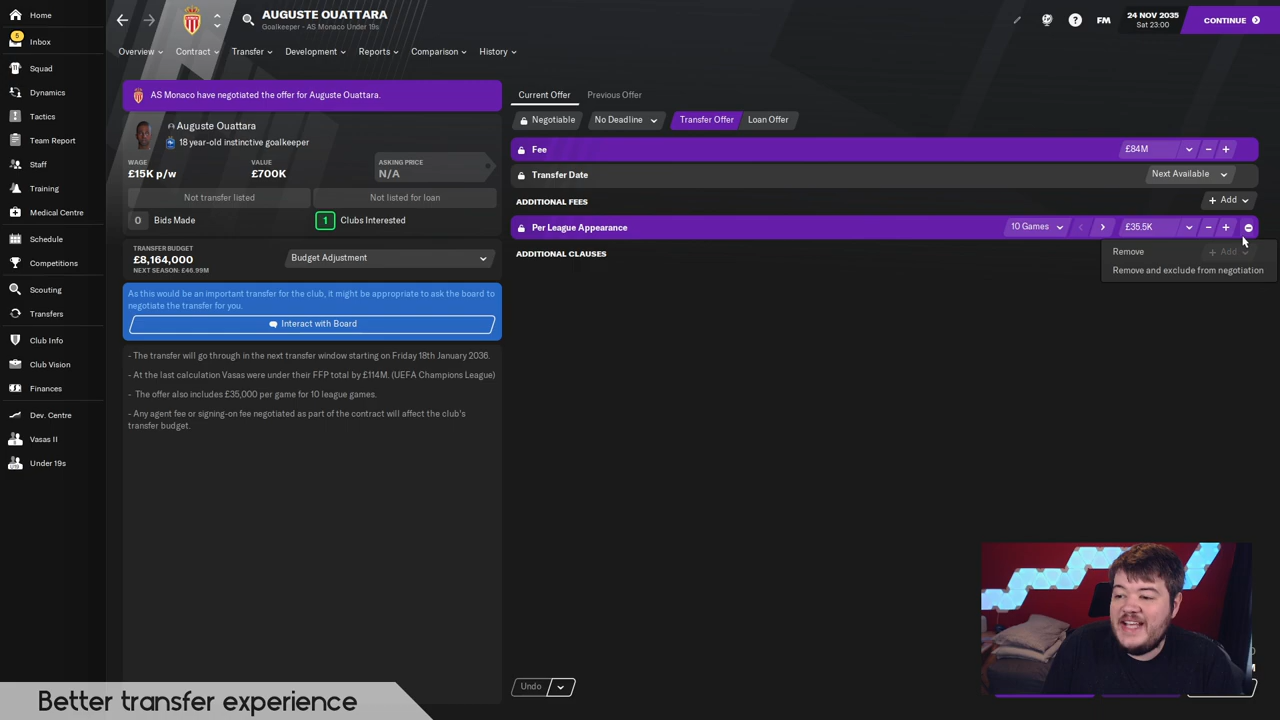 Home
5
Inbox
Squad
Dynamics
Tactics
Team Report
Staff
Training
Medical Centre
Schedule
Competitions
Scouting
Transfers
Club Info
Club Vision
Finances
Dev. Centre
Vasas II
Under 19s
AUGUSTE OUATTARA
Goalkeeper - AS Monaco Under 19s
FM
24 NOV 2035
Sat 23:00
CONTINUE
Overview
Contract
Transfer
Development
Reports
Comparison
History
AS Monaco have negotiated the offer for Auguste Ouattara.
Auguste Ouattara
18 year-old instinctive goalkeeper
WAGE
£15K p/w
VALUE
£700K
ASKING PRICE
N/A
Not transfer listed
Not listed for loan
0 Bids Made
1 Clubs Interested
TRANSFER BUDGET
£8,164,000
NEXT SEASON: £46.99M
Budget Adjustment
As this would be an important transfer for the club, it might be appropriate to ask the board to
negotiate the transfer for you.
Interact with Board
- The transfer will go through in the next transfer window starting on Friday 18th January 2036.
- At the last calculation Vasas were under their FFP total by £114M. (UEFA Champions League)
- The offer also includes £35,000 per game for 10 league games.
- Any agent fee or signing-on fee negotiated as part of the contract will affect the club's
transfer budget.
Current Offer
Previous Offer
Negotiable
No Deadline
Transfer Offer
Loan Offer
Fee
£84M
Transfer Date
Next Available
ADDITIONAL FEES
Add
Per League Appearance
10 Games
£35.5K
ADDITIONAL CLAUSES
Add
Remove
Remove and exclude from negotiation
Undo
Better transfer experience